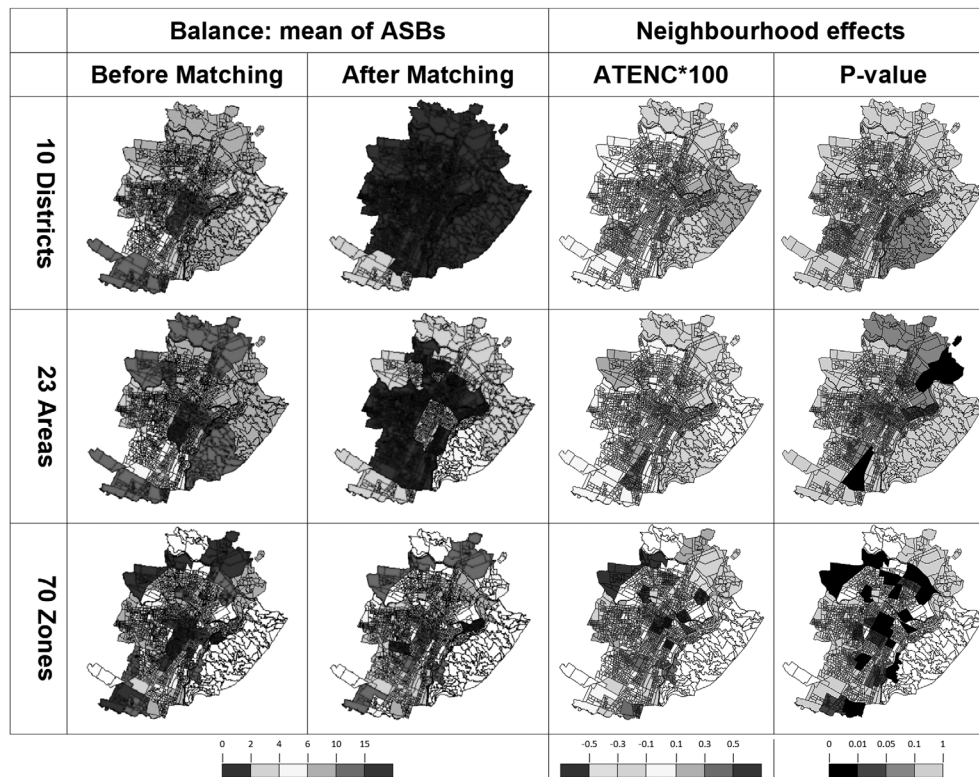 Balance: mean of ASBs
Neighbourhood effects
Before Matching
After Matching
ATENC*100
P-value
10 Districts
23 Areas
70 Zones
0 2 4 6 10 15
-0.5 -0.3 -0.1 0.1 0.3 0.5
0 0.01 0.05 0.1 1